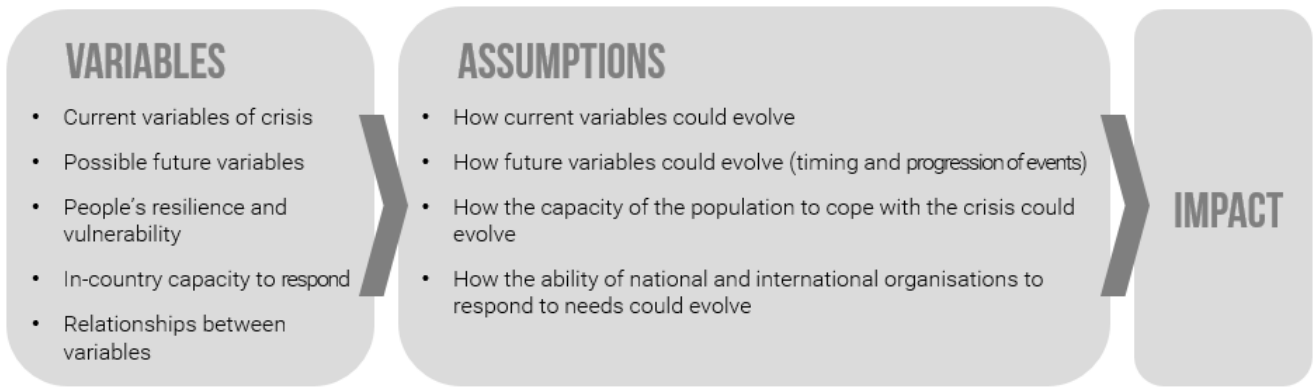 VARIABLES
• Current variables of crisis
• Possible future variables
• People's resilience and
vulnerability
• In-country capacity to respond
• Relationships between
variables
ASSUMPTIONS
• How current variables could evolve
• How future variables could evolve (timing and progression of events)
• How the capacity of the population to cope with the crisis could
evolve
• How the ability of national and international organisations to
respond to needs could evolve
IMPACT